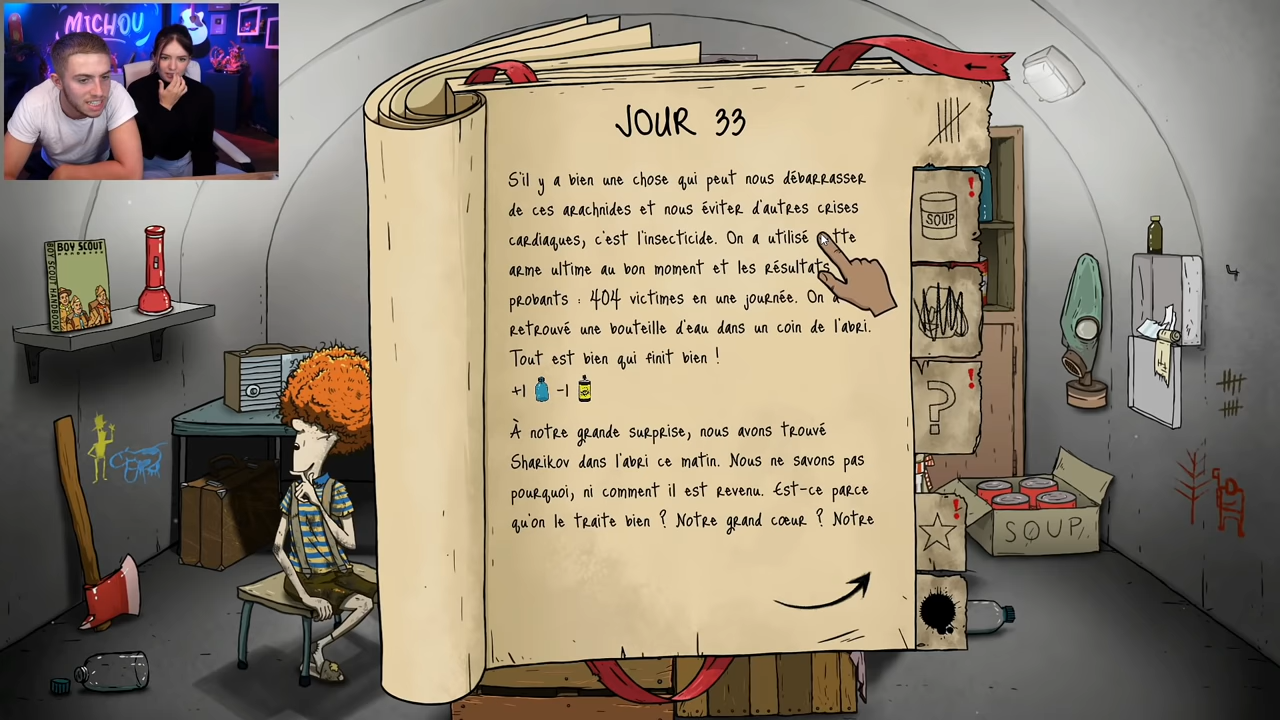 MICHOU
JOUR 33
S'il y a bien une chose qui peut nous débarrasser
de ces arachnides et nous éviter d'autres crises
cardiaques, c'est l'insecticide. On a utilisé
arme ultime au bon moment et les résultats
probants : 404 victimes en une journée. On a
retrouvé une bouteille d'eau dans un coin de l'abri.
Tout est bien qui finit bien !
+1 -1
À notre grande surprise, nous avons trouvé
Sharikov dans l'abri ce matin. Nous ne savons pas
pourquoi, ni comment il est revenu. Est-ce parce
qu'on le traite bien ? Notre grand cœur ? Notre
SOUP
!
?
!
!
BOY SCOUT
HANDBOOK
BOY SCOUT HANDBOOK
SOUP